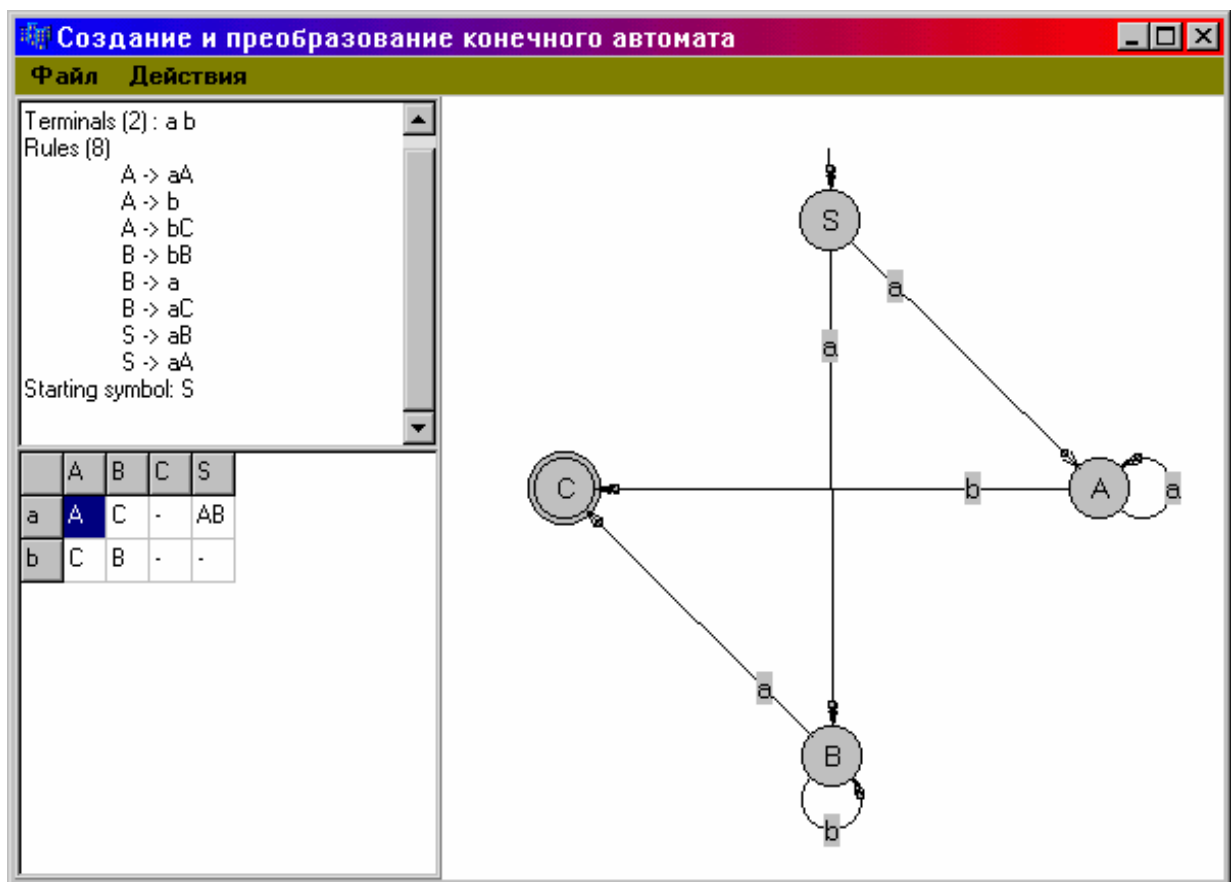 Создание и преобразование конечного автомата
Файл Действия
Terminals (2) : a b
Rules (8)
A -> aA
A -> b
A -> bC
B -> bB
B -> a
B -> aC
S -> aB
S -> aA
Starting symbol: S
A B C S
a A C - AB
b C B - -
S
a
a
C
b
A
a
a
B
b